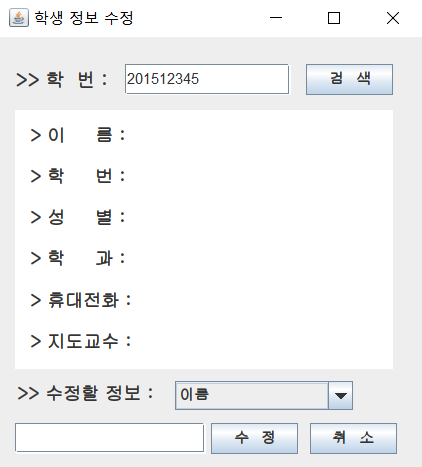 학생 정보 수정
>> 학 번 : 201512345 검 색
> 이 름 :
> 학 번 :
> 성 별 :
> 학 과 :
> 휴대전화 :
> 지도교수 :
>> 수정할 정보 : 이름
수 정 취 소